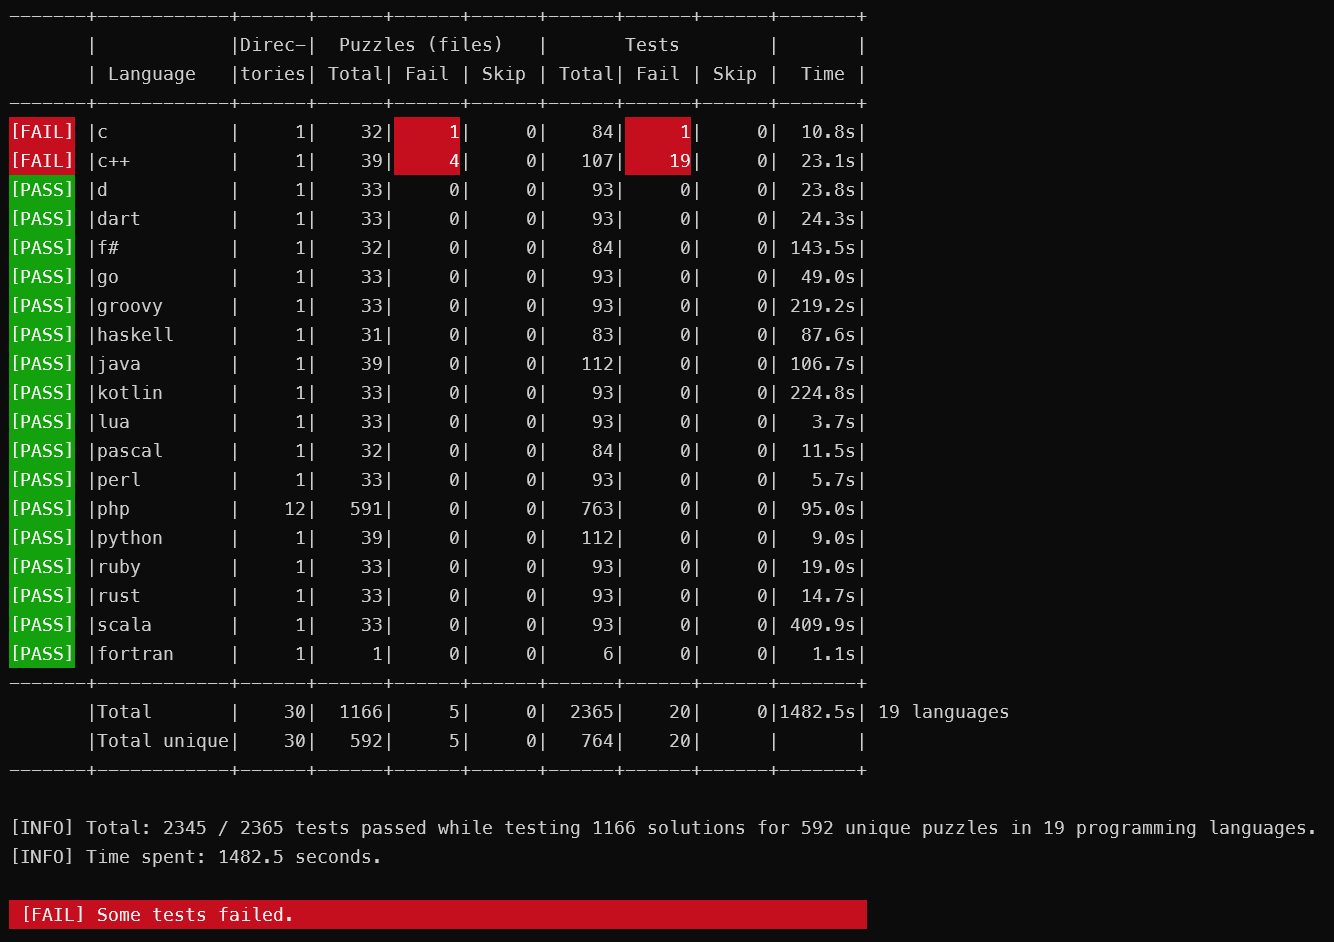 -------+------------+------+------+------+------+------+------+------+-------+
       |            |Direc-|  Puzzles (files)   |       Tests        |       |
       | Language   |tories| Total| Fail | Skip | Total| Fail | Skip |  Time |
-------+------------+------+------+------+------+------+------+------+-------+
[FAIL] |c           |     1|    32|     1|     0|    84|     1|     0|  10.8s|
[FAIL] |c++         |     1|    39|     4|     0|   107|    19|     0|  23.1s|
[PASS] |d           |     1|    33|     0|     0|    93|     0|     0|  23.8s|
[PASS] |dart        |     1|    33|     0|     0|    93|     0|     0|  24.3s|
[PASS] |f#          |     1|    32|     0|     0|    84|     0|     0| 143.5s|
[PASS] |go          |     1|    33|     0|     0|    93|     0|     0|  49.0s|
[PASS] |groovy      |     1|    33|     0|     0|    93|     0|     0| 219.2s|
[PASS] |haskell     |     1|    31|     0|     0|    83|     0|     0|  87.6s|
[PASS] |java        |     1|    39|     0|     0|   112|     0|     0| 106.7s|
[PASS] |kotlin      |     1|    33|     0|     0|    93|     0|     0| 224.8s|
[PASS] |lua         |     1|    33|     0|     0|    93|     0|     0|   3.7s|
[PASS] |pascal      |     1|    32|     0|     0|    84|     0|     0|  11.5s|
[PASS] |perl        |     1|    33|     0|     0|    93|     0|     0|   5.7s|
[PASS] |php         |    12|   591|     0|     0|   763|     0|     0|  95.0s|
[PASS] |python      |     1|    39|     0|     0|   112|     0|     0|   9.0s|
[PASS] |ruby        |     1|    33|     0|     0|    93|     0|     0|  19.0s|
[PASS] |rust        |     1|    33|     0|     0|    93|     0|     0|  14.7s|
[PASS] |scala       |     1|    33|     0|     0|    93|     0|     0| 409.9s|
[PASS] |fortran     |     1|     1|     0|     0|     6|     0|     0|   1.1s|
-------+------------+------+------+------+------+------+------+------+-------+
       |Total       |    30|  1166|     5|     0|  2365|    20|     0|1482.5s| 19 languages
       |Total unique|    30|   592|     5|     0|   764|    20|      |       |
-------+------------+------+------+------+------+------+------+------+-------+
[INFO] Total: 2345 / 2365 tests passed while testing 1166 solutions for 592 unique puzzles in 19 programming languages.
[INFO] Time spent: 1482.5 seconds.
[FAIL] Some tests failed.